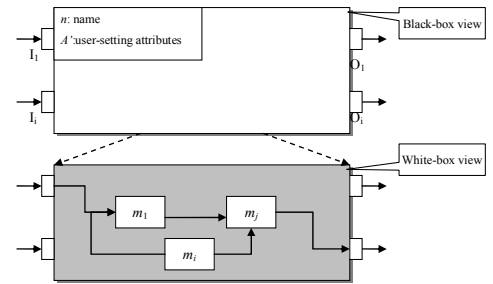 n: name
A':user-setting attributes
Black-box view
I1
O1
Ii
Oi
White-box view
m1
mj
mi